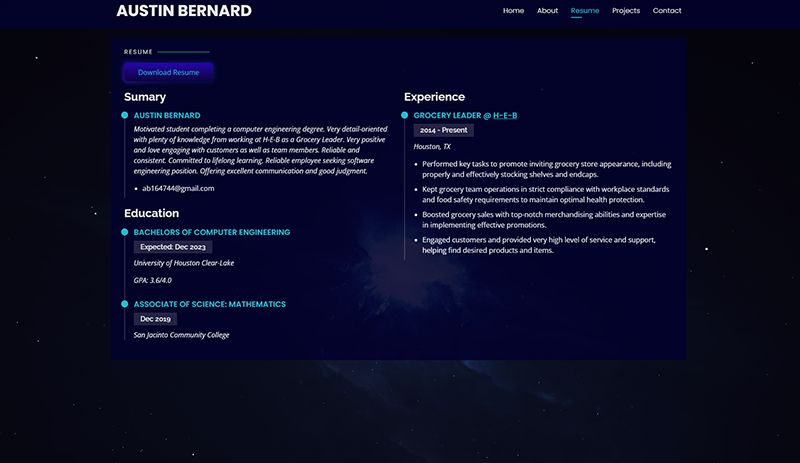 AUSTIN BERNARD
Home About Resume Projects Contact
RESUME
Download Resume
Sumary
AUSTIN BERNARD
Motivated student completing a computer engineering degree. Very detail-oriented
with plenty of knowledge from working at H-E-B as a Grocery Leader. Very positive
and love engaging with customers as well as team members. Reliable and
consistent. Committed to lifelong learning. Reliable employee seeking software
engineering position. Offering excellent communication and good judgment.
• ab164744@gmail.com
Education
BACHELORS OF COMPUTER ENGINEERING
Expected: Dec 2023
University of Houston Clear-Lake
GPA: 3.6/4.0
ASSOCIATE OF SCIENCE: MATHEMATICS
Dec 2019
San Jacinto Community College
Experience
GROCERY LEADER @ H-E-B
2014 - Present
Houston, TX
• Performed key tasks to promote inviting grocery store appearance, including
properly and effectively stocking shelves and endcaps.
• Kept grocery team operations in strict compliance with workplace standards
and food safety requirements to maintain optimal health protection.
• Boosted grocery sales with top-notch merchandising abilities and expertise
in implementing effective promotions.
• Engaged customers and provided very high level of service and support,
helping find desired products and items.